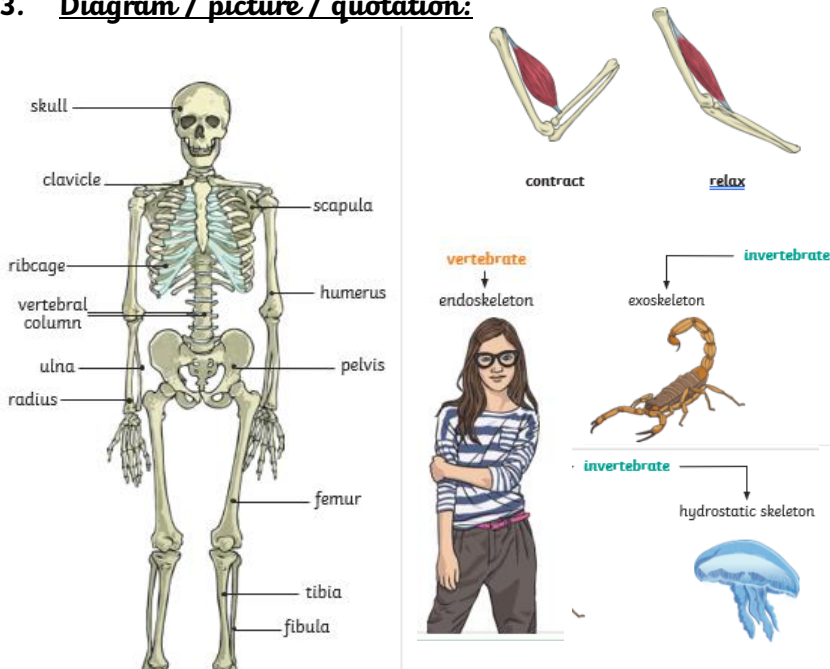 3. Diagram / picture / quotation:
skull
clavicle
scapula
ribcage
humerus
vertebral
column
ulna
pelvis
radius
femur
tibia
fibula
contract
relax
vertebrate
endoskeleton
invertebrate
exoskeleton
invertebrate
hydrostatic skeleton